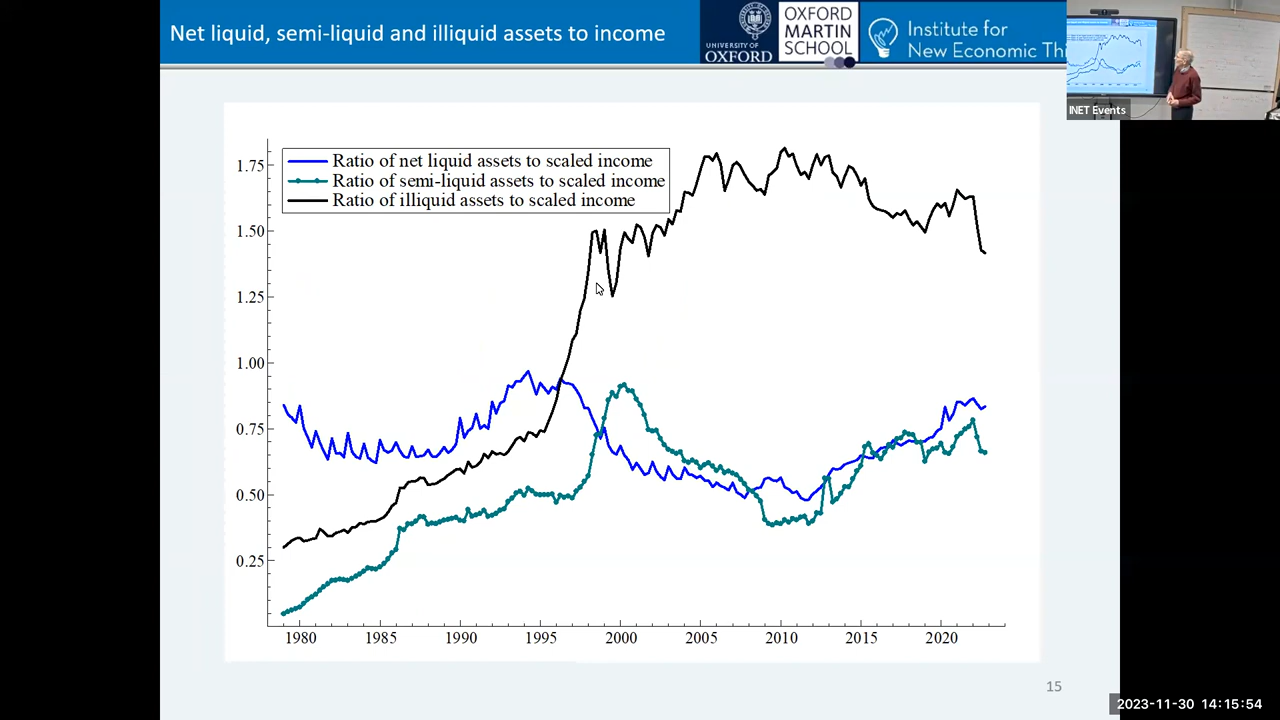 Net liquid, semi-liquid and illiquid assets to income
UNIVERSITY OF
OXFORD
OXFORD
MARTIN
SCHOOL
Institute for
New Economic Thi
INET Events
Ratio of net liquid assets to scaled income
Ratio of semi-liquid assets to scaled income
Ratio of illiquid assets to scaled income
1.75
1.50
1.25
1.00
0.75
0.50
0.25
1980 1985 1990 1995 2000 2005 2010 2015 2020
15
2023-11-30 14:15:54